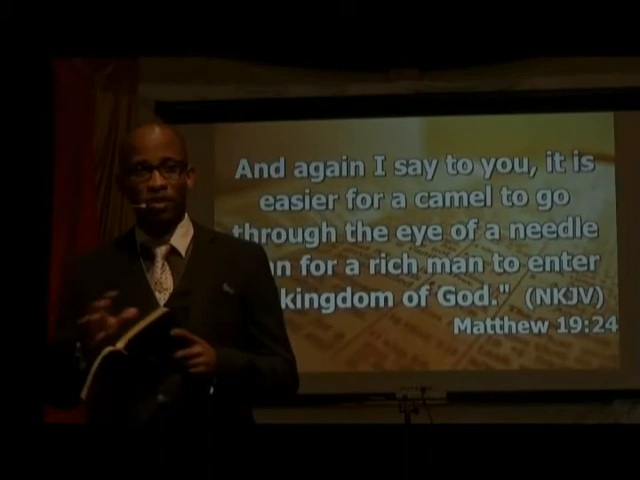 And again I say to you, it is
easier for a camel to go
through the eye of a needle
for a rich man to enter
kingdom of God." (NKJV)
Matthew 19:24